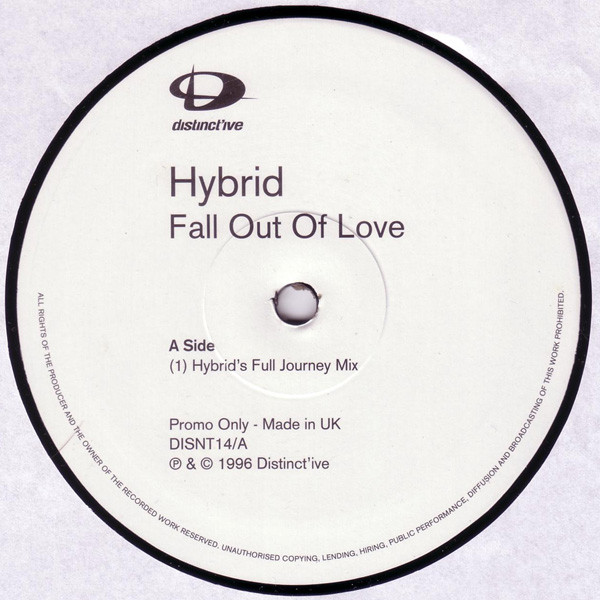 distinct'ive
Hybrid
Fall Out Of Love
A Side
(1) Hybrid's Full Journey Mix
Promo Only - Made in UK
DISNT14/A
℗ & © 1996 Distinct'ive
ALL RIGHTS OF THE PRODUCER AND THE OWNER OF THE RECORDED WORK RESERVED. UNAUTHORISED COPYING, LENDING, HIRING, PUBLIC PERFORMANCE, DIFFUSION AND BROADCASTING OF THIS WORK PROHIBITED.